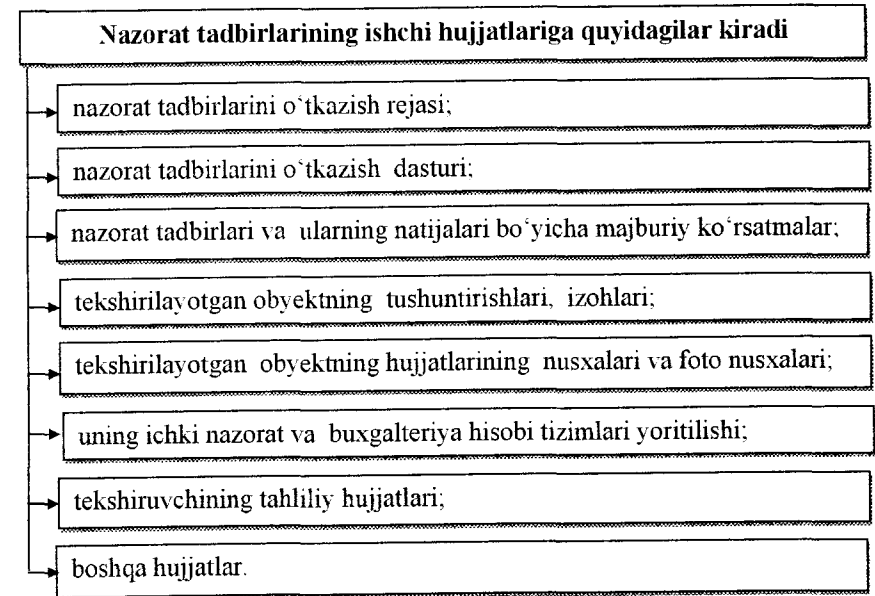 Nazorat tadbirlarining ishchi hujjatlariga quyidagilar kiradi
nazorat tadbirlarini o‘tkazish rejasi;
nazorat tadbirlarini o‘tkazish dasturi;
nazorat tadbirlari va ularning natijalari bo‘yicha majburiy ko‘rsatmalar;
tekshirilayotgan obyektning tushuntirishlari, izohlari;
tekshirilayotgan obyektning hujjatlarining nusxalari va foto nusxalari;
uning ichki nazorat va buxgalteriya hisobi tizimlari yoritilishi;
tekshiruvchining tahliliy hujjatlari;
boshqa hujjatlar.